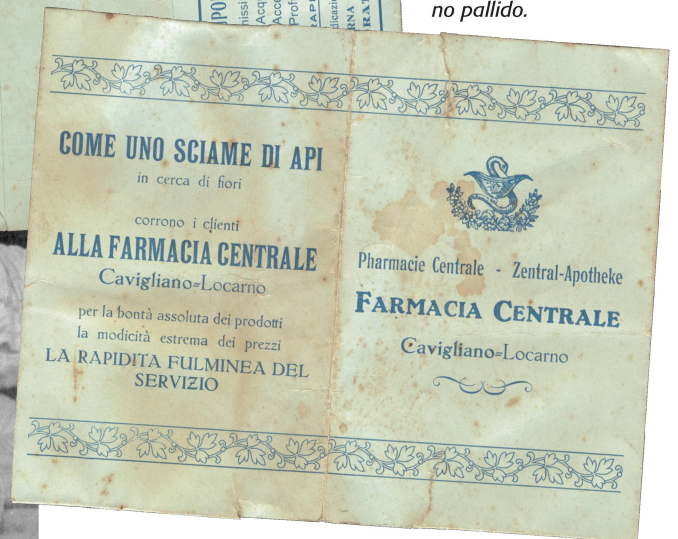 no pallido.
COME UNO SCIAME DI API
in cerca di fiori
corrono i clienti
ALLA FARMACIA CENTRALE
Cavigliano-Locarno
per la bontà assoluta dei prodotti
la modicità estrema dei prezzi
LA RAPIDITA FULMINEA DEL
SERVIZIO
Pharmacie Centrale - Zentral-Apotheke
FARMACIA CENTRALE
Cavigliano-Locarno